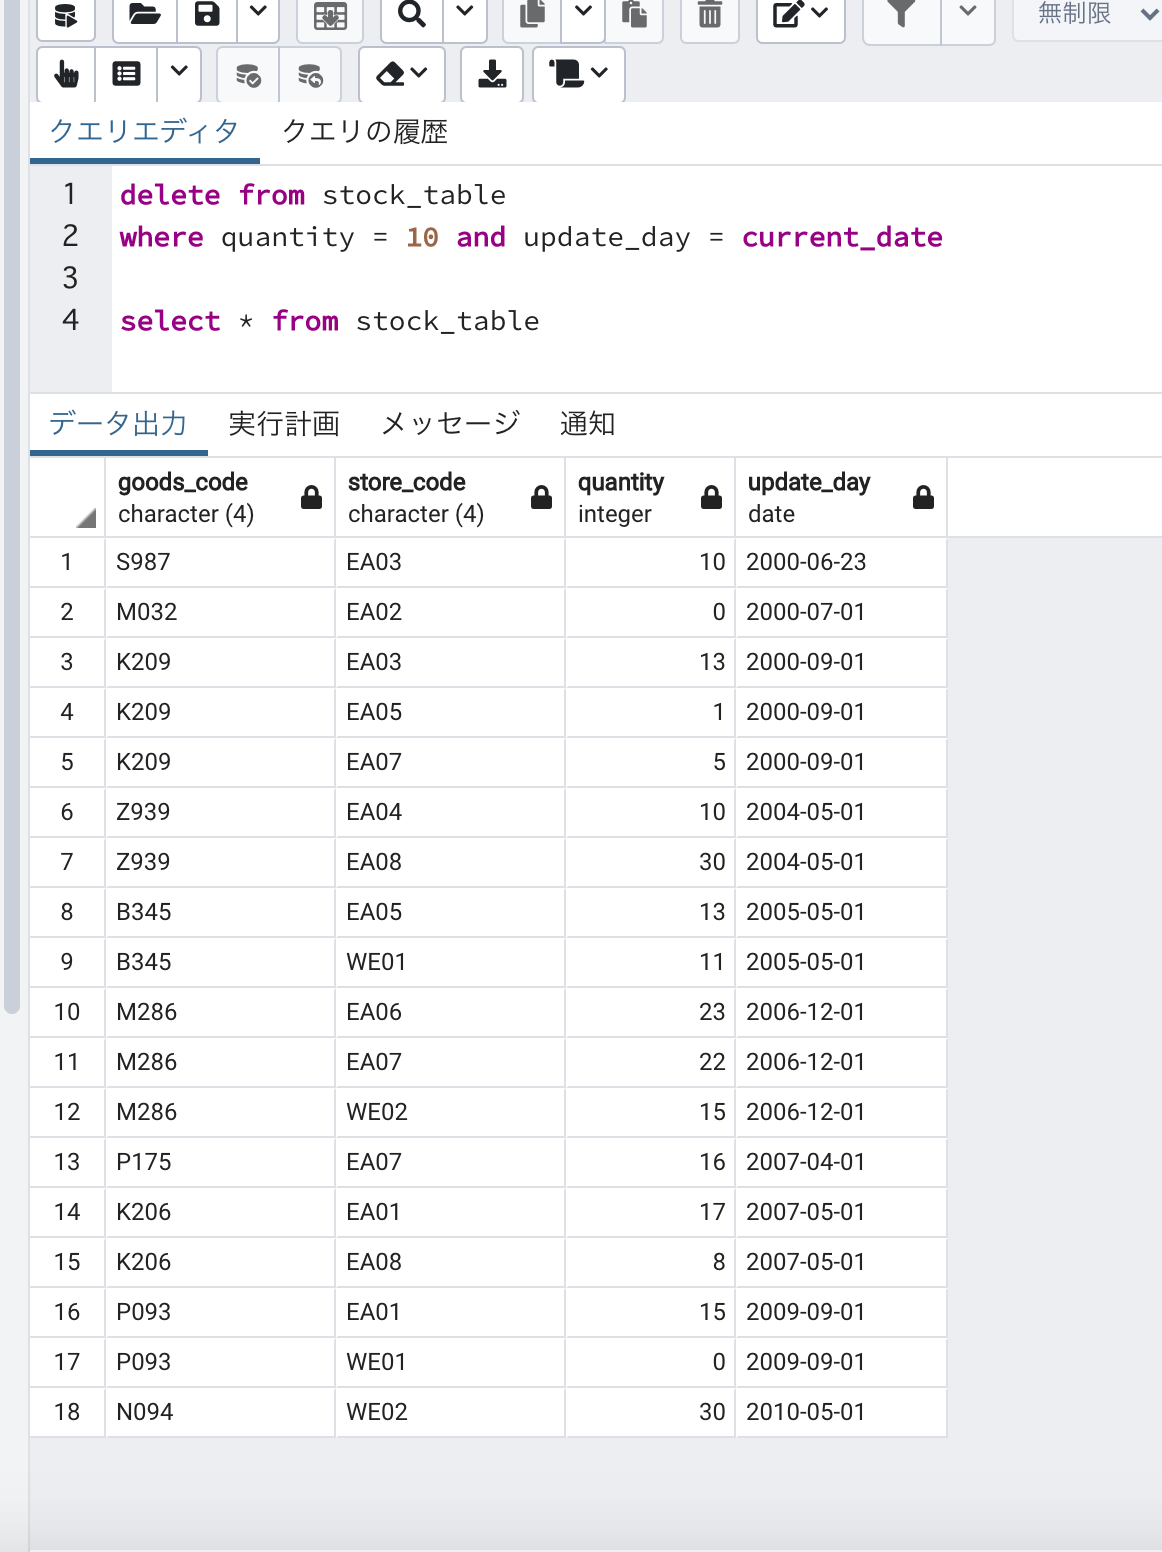 無制限
クエリエディタ クエリの履歴
1 delete from stock_table
2 where quantity = 10 and update_day = current_date
3
4 select * from stock_table
データ出力 実行計画 メッセージ 通知
goods_code store_code quantity update_day
character (4) character (4) integer date
1 S987 EA03 10 2000-06-23
2 M032 EA02 0 2000-07-01
3 K209 EA03 13 2000-09-01
4 K209 EA05 1 2000-09-01
5 K209 EA07 5 2000-09-01
6 Z939 EA04 10 2004-05-01
7 Z939 EA08 30 2004-05-01
8 B345 EA05 13 2005-05-01
9 B345 WE01 11 2005-05-01
10 M286 EA06 23 2006-12-01
11 M286 EA07 22 2006-12-01
12 M286 WE02 15 2006-12-01
13 P175 EA07 16 2007-04-01
14 K206 EA01 17 2007-05-01
15 K206 EA08 8 2007-05-01
16 P093 EA01 15 2009-09-01
17 P093 WE01 0 2009-09-01
18 N094 WE02 30 2010-05-01